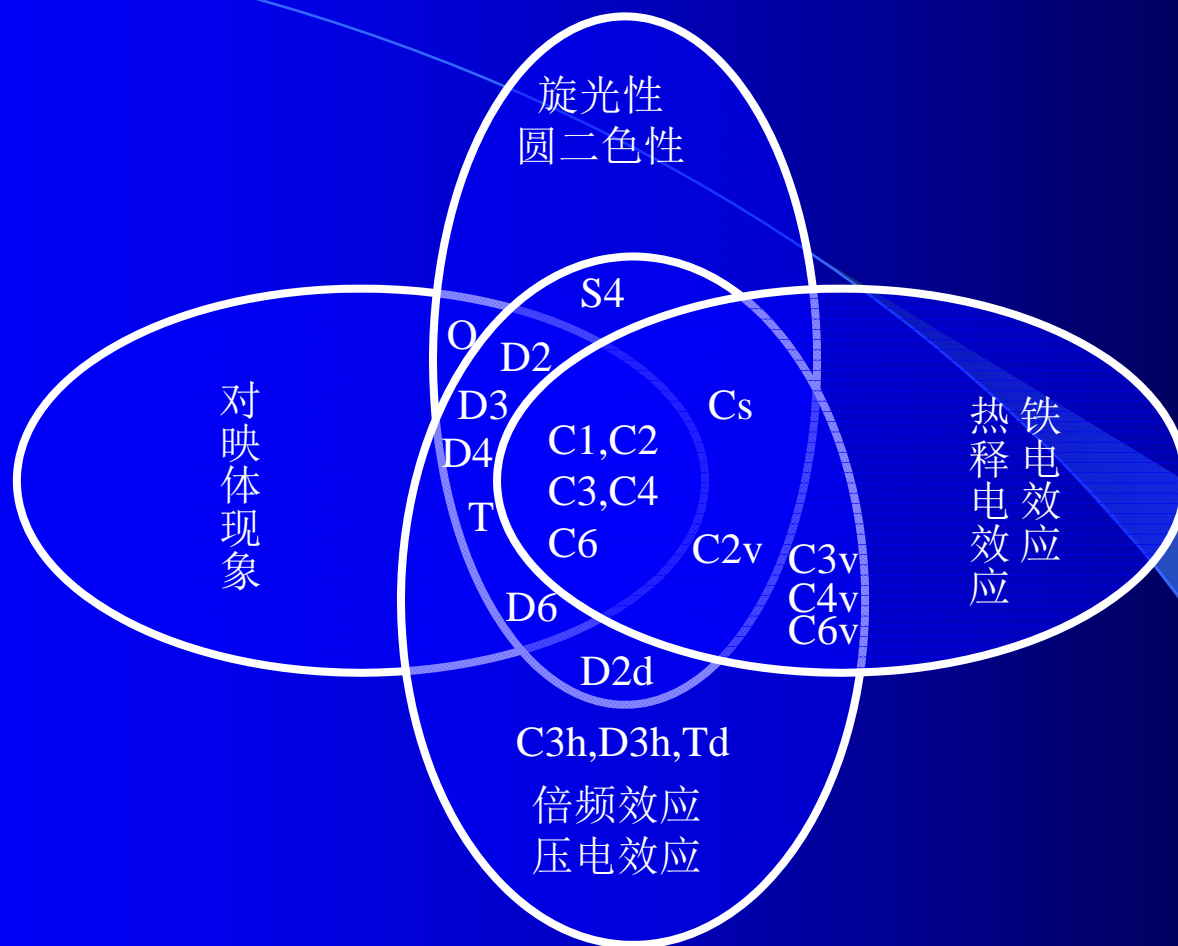 旋光性
圆二色性
S4
O
D2
D3
D4
T
D6
对映体现象
C1,C2
C3,C4
C6
Cs
C2v
C3v
C4v
C6v
铁电效应
热释电效应
D2d
C3h,D3h,Td
倍频效应
压电效应